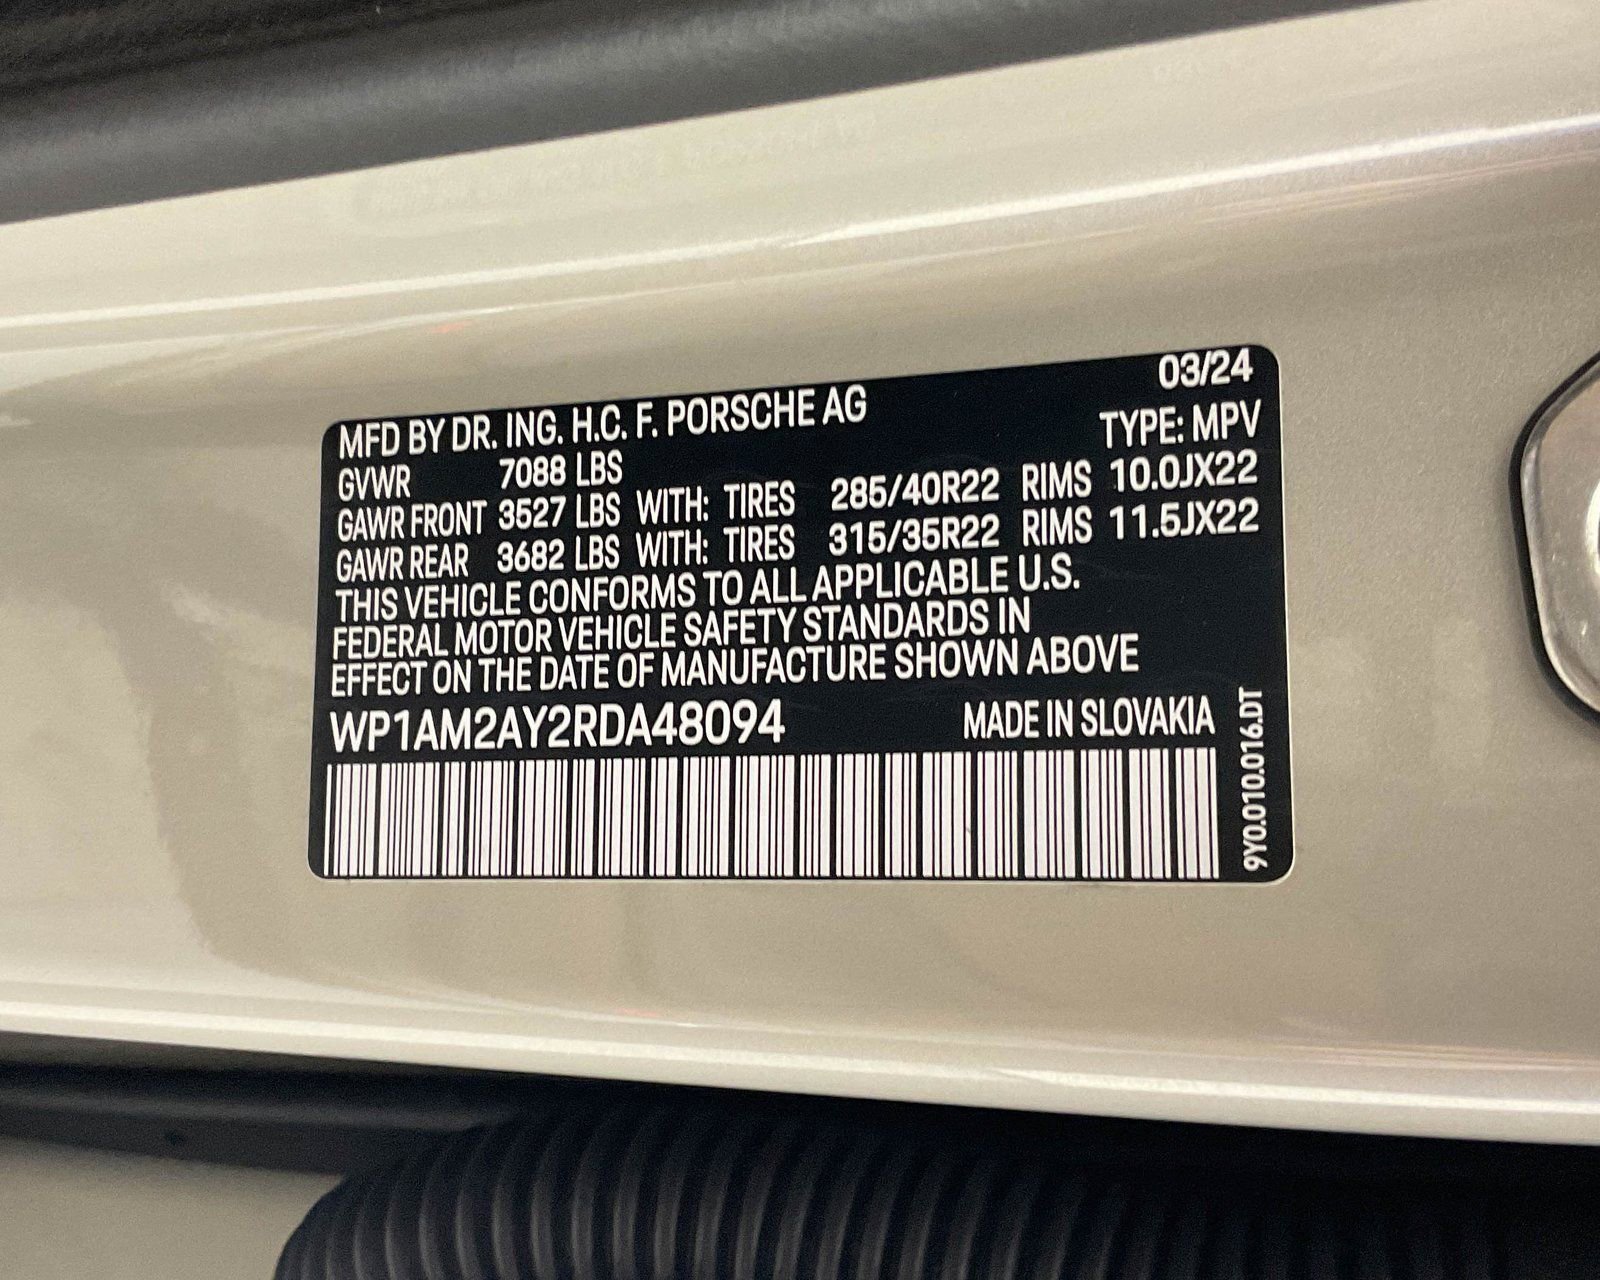 03/24
MFD BY DR. ING. H.C. F. PORSCHE AG
TYPE: MPV
GVWR 7088 LBS
GAWR FRONT 3527 LBS WITH: TIRES 285/40R22 RIMS 10.0JX22
GAWR REAR 3682 LBS WITH: TIRES 315/35R22 RIMS 11.5JX22
THIS VEHICLE CONFORMS TO ALL APPLICABLE U.S.
FEDERAL MOTOR VEHICLE SAFETY STANDARDS IN
EFFECT ON THE DATE OF MANUFACTURE SHOWN ABOVE
WP1AM2AY2RDA48094 MADE IN SLOVAKIA
9Y0.010.016.DT